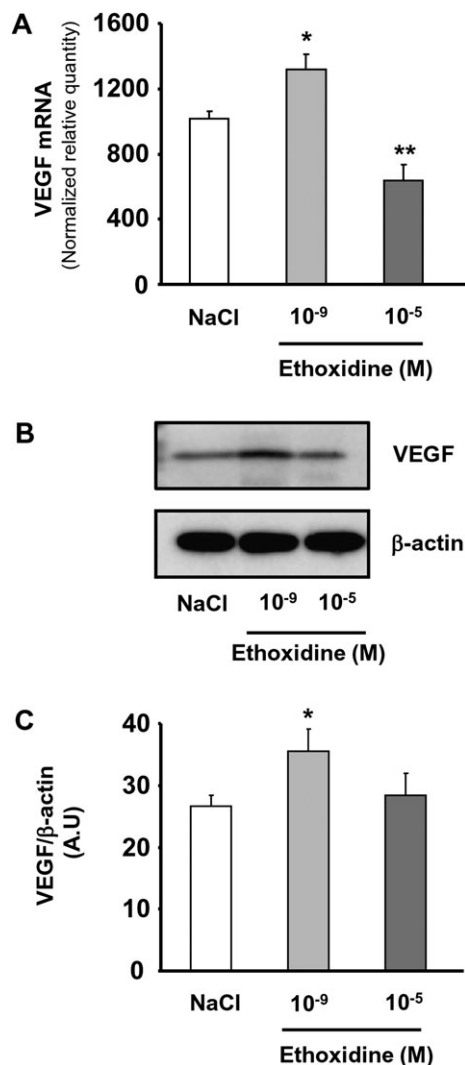 A
VEGF mRNA
(Normalized relative quantity)
1600
1200
800
400
0
*
**
NaCl 10⁻⁹ 10⁻⁵
Ethoxidine (M)
B
VEGF
β-actin
NaCl 10⁻⁹ 10⁻⁵
Ethoxidine (M)
C
VEGF/β-actin
(A.U)
40
30
20
10
0
*
NaCl 10⁻⁹ 10⁻⁵
Ethoxidine (M)